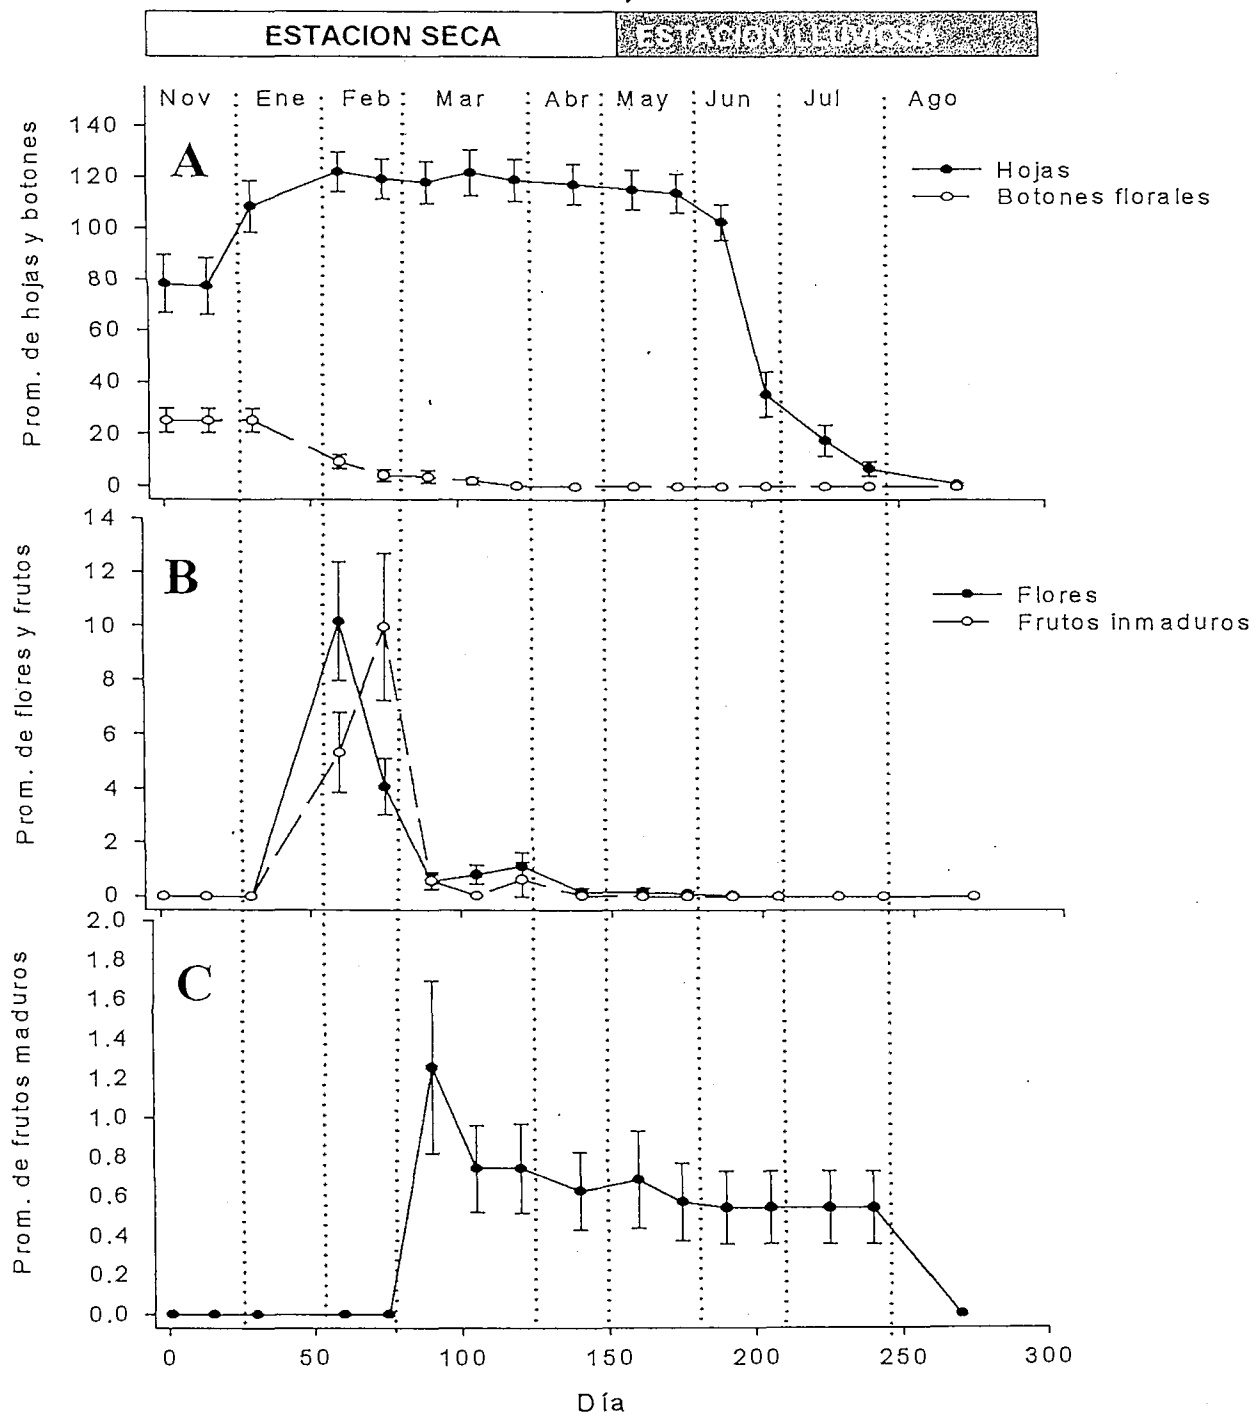 ESTACION SECA
ESTACION LLUVIOSA
Nov Ene Feb Mar Abr May Jun Jul Ago
A
Prom. de hojas y botones
140
120
100
80
60
40
20
0
Hojas
Botones florales
B
Prom. de flores y frutos
14
12
10
8
6
4
2
0
Flores
Frutos inmaduros
C
Prom. de frutos maduros
2.0
1.8
1.6
1.4
1.2
1.0
0.8
0.6
0.4
0.2
0.0
0 50 100 150 200 250 300
Día